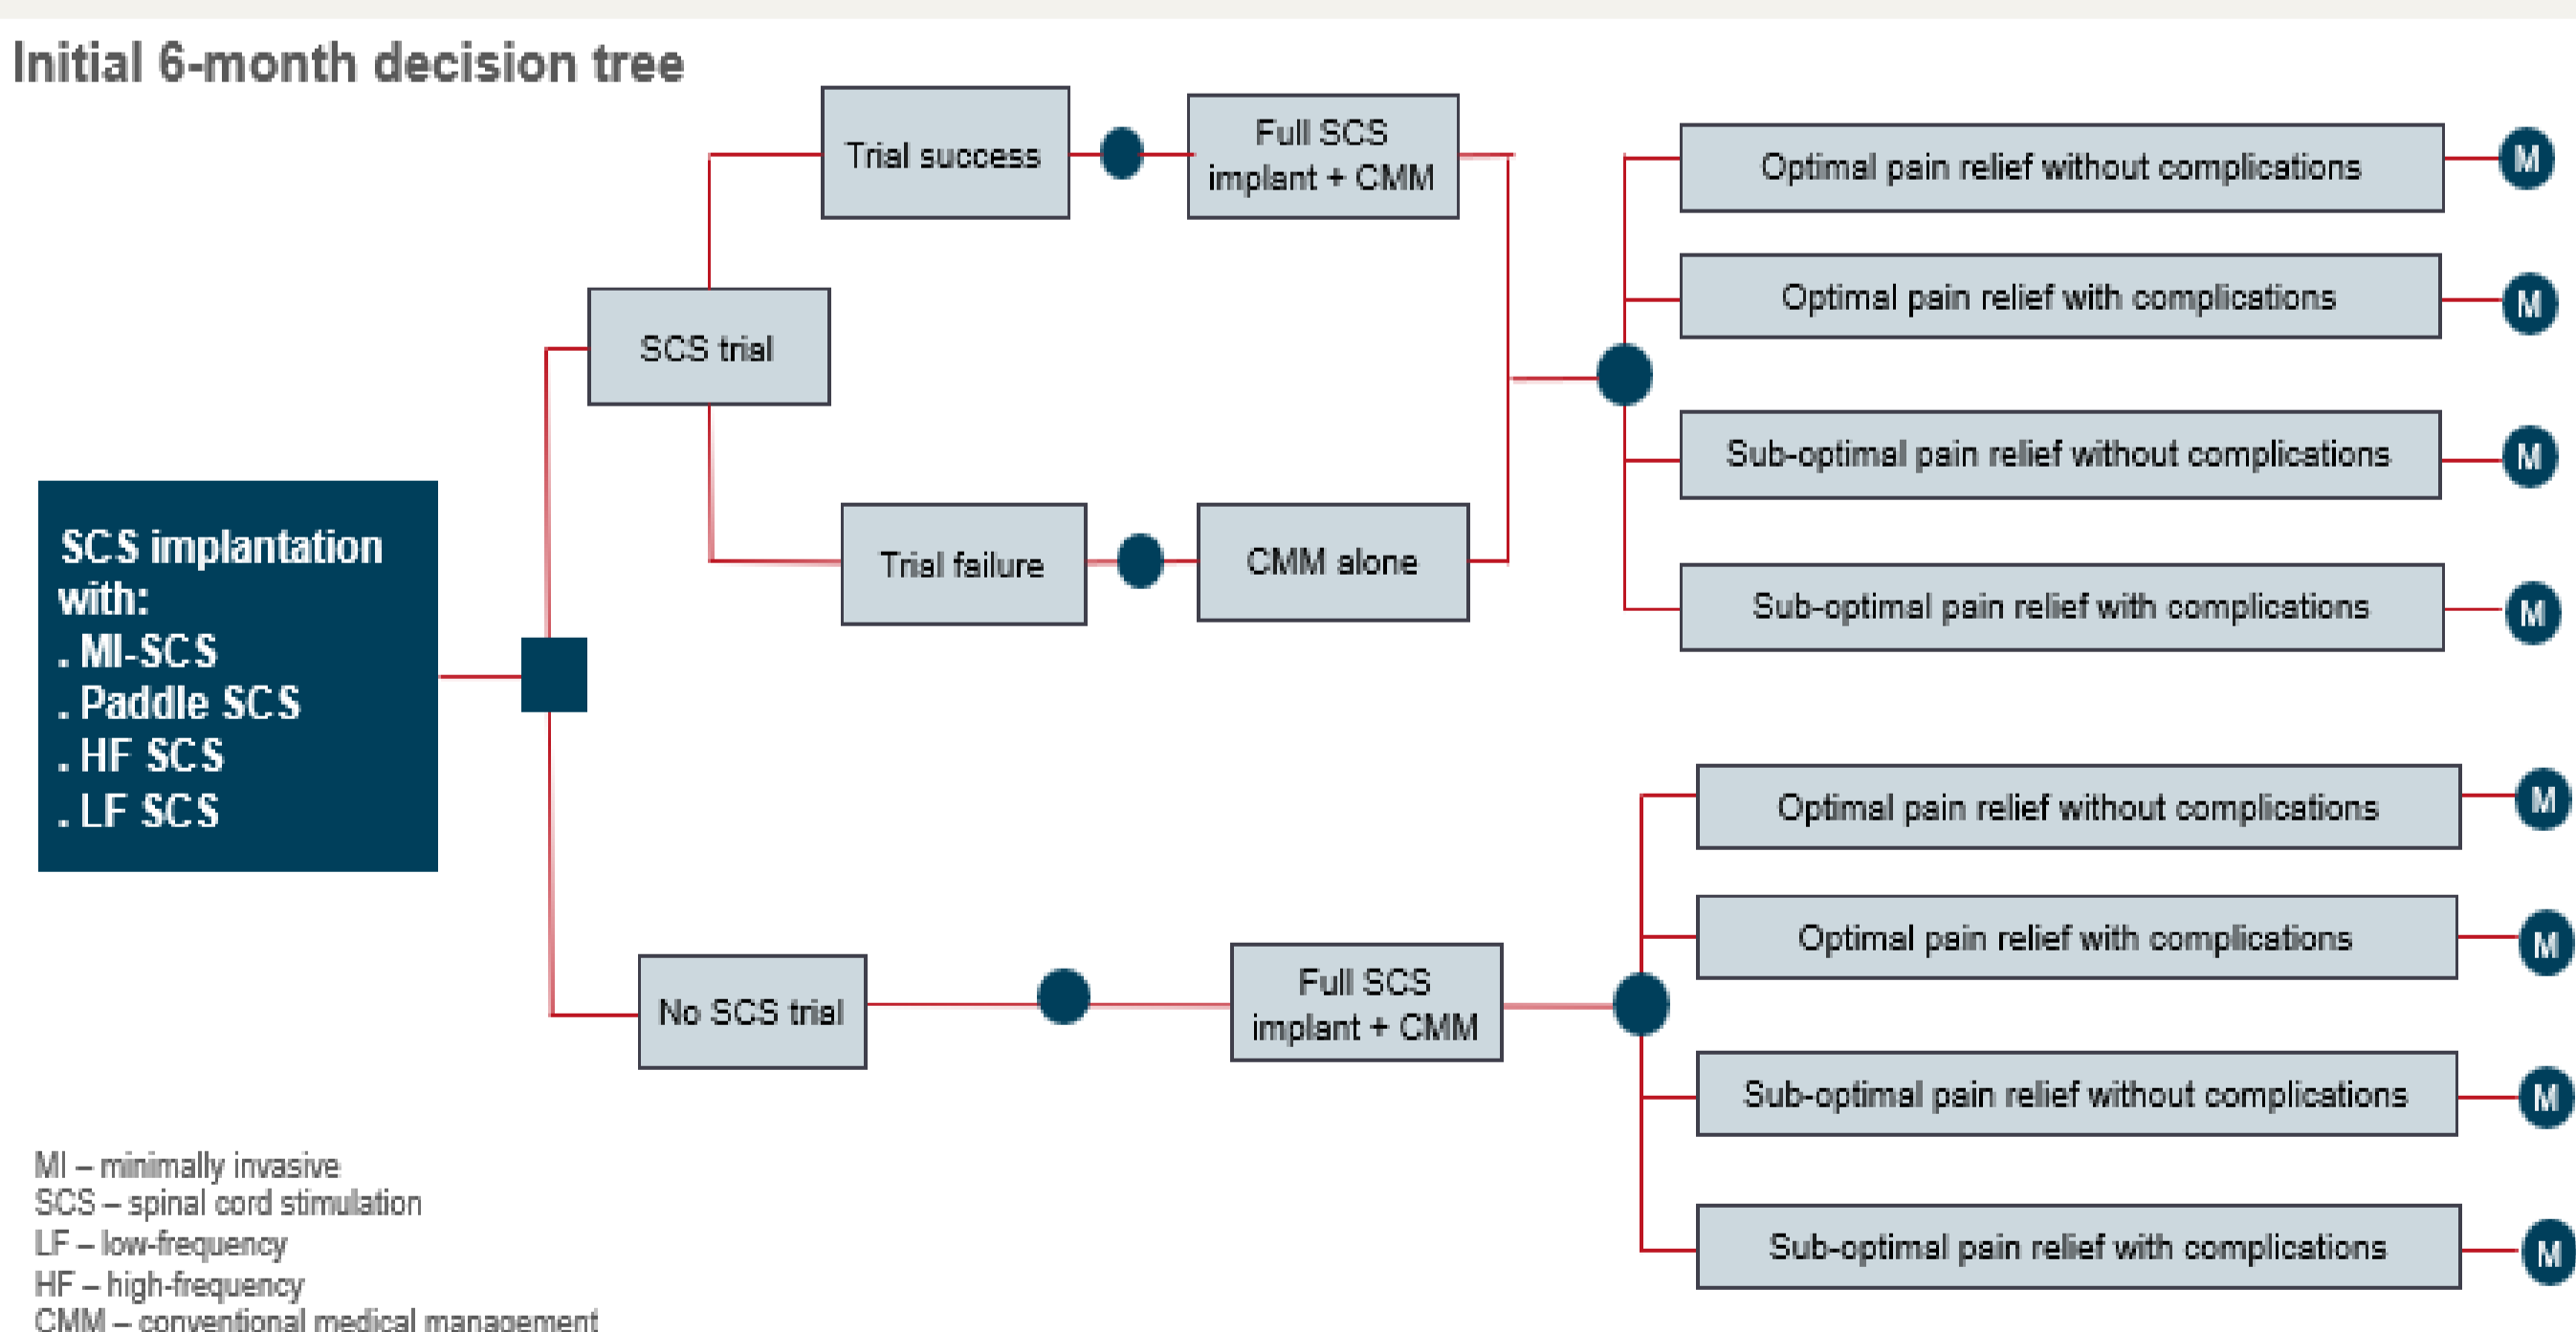 Initial 6-month decision tree
Trial success
Full SCS
implant + CMM
SCS trial
Trial failure
CMM alone
Optimal pain relief without complications
M
Optimal pain relief with complications
M
Sub-optimal pain relief without complications
M
Sub-optimal pain relief with complications
M
SCS implantation
with:
. MI-SCS
. Paddle SCS
. HF SCS
. LF SCS
No SCS trial
Full SCS
implant + CMM
Optimal pain relief without complications
M
Optimal pain relief with complications
M
Sub-optimal pain relief without complications
M
Sub-optimal pain relief with complications
M
MI – minimally invasive
SCS – spinal cord stimulation
LF – low-frequency
HF – high-frequency
CMM – conventional medical management